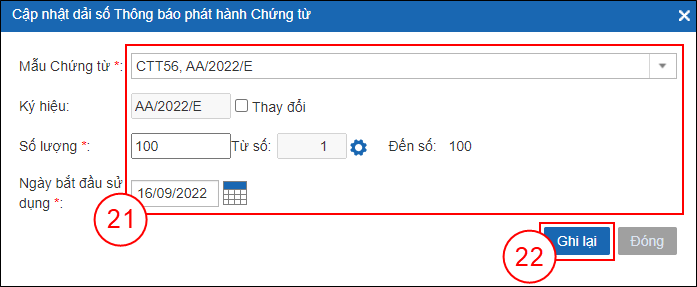 Cập nhật dải số Thông báo phát hành Chứng từ
Mẫu Chứng từ *: CTT56, AA/2022/E
Ký hiệu: AA/2022/E Thay đổi
Số lượng *: 100 Từ số: 1 Đến số: 100
Ngày bắt đầu sử
dụng *: 16/09/2022
21
22 Ghi lại Đóng